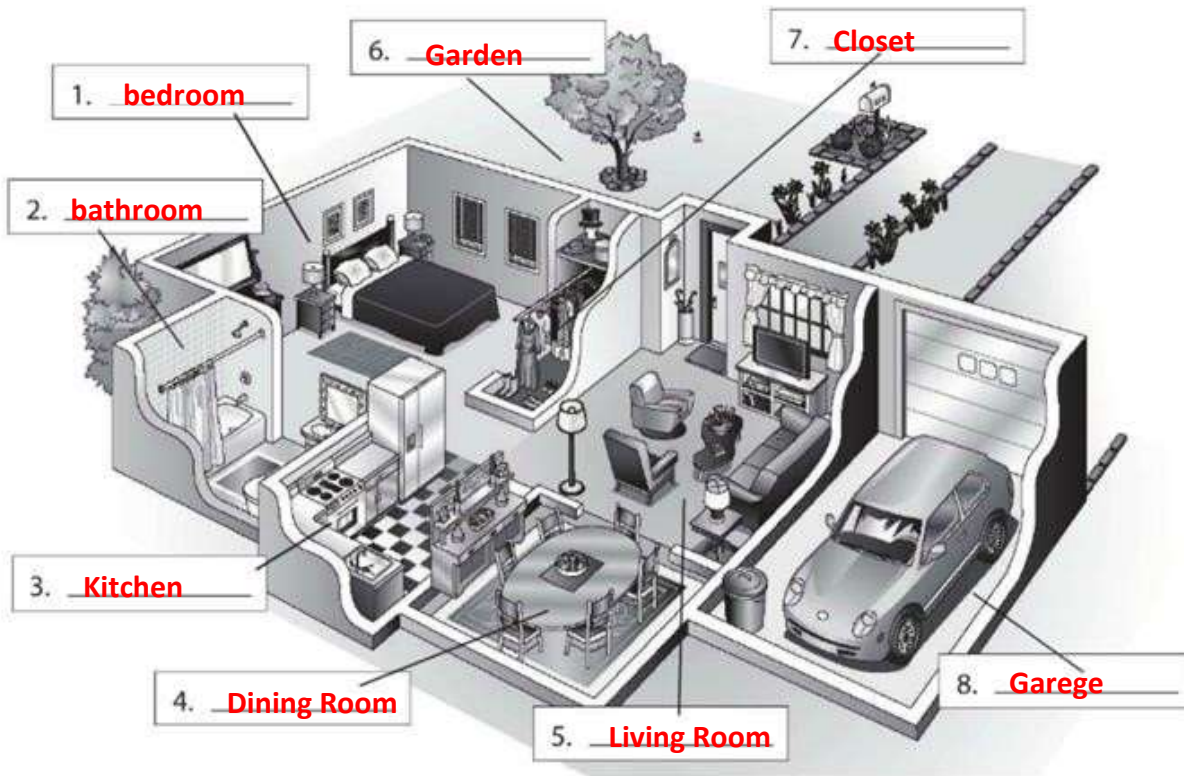 1. bedroom
2. bathroom
3. Kitchen
4. Dining Room
5. Living Room
6. Garden
7. Closet
8. Garege